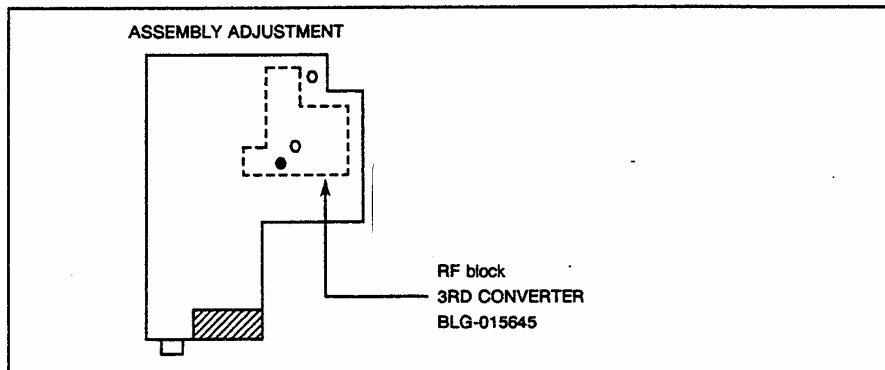 ASSEMBLY ADJUSTMENT
RF block
3RD CONVERTER
BLG-015645